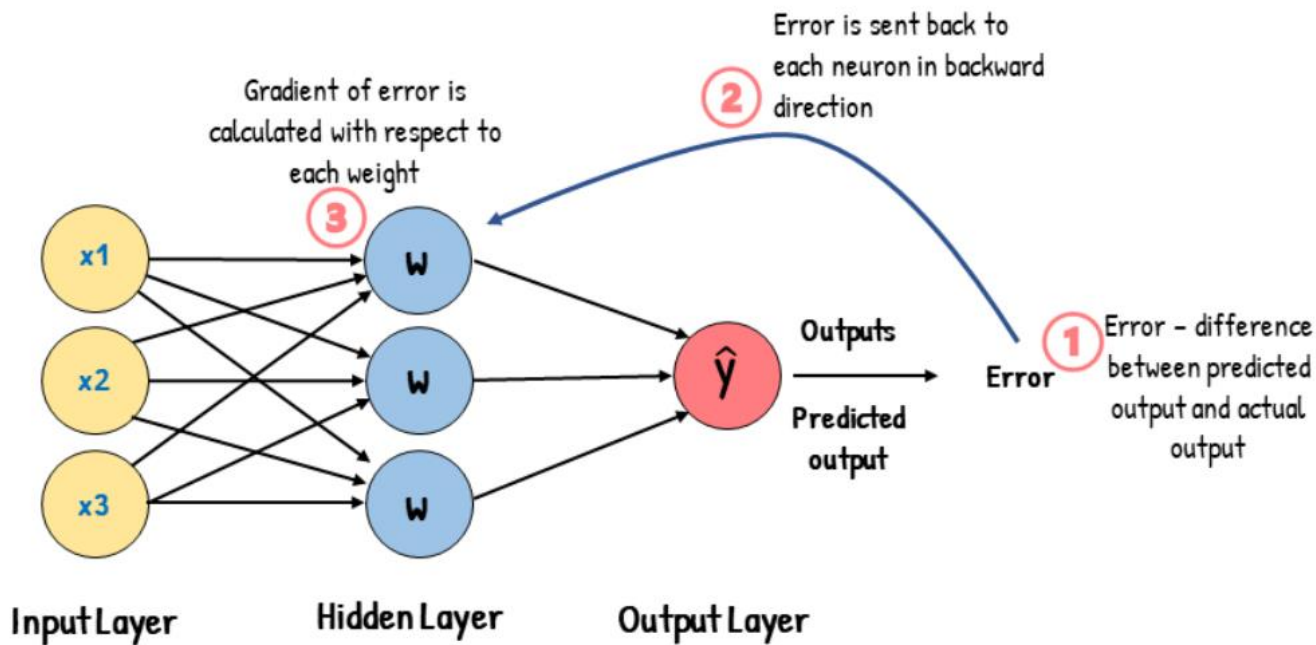 Error is sent back to
each neuron in backward
direction
2
Gradient of error is
calculated with respect to
each weight
3
x1
x2
x3
w
w
w
ŷ
Outputs
Predicted
output
Error
1
Error - difference
between predicted
output and actual
output
Input Layer
Hidden Layer
Output Layer